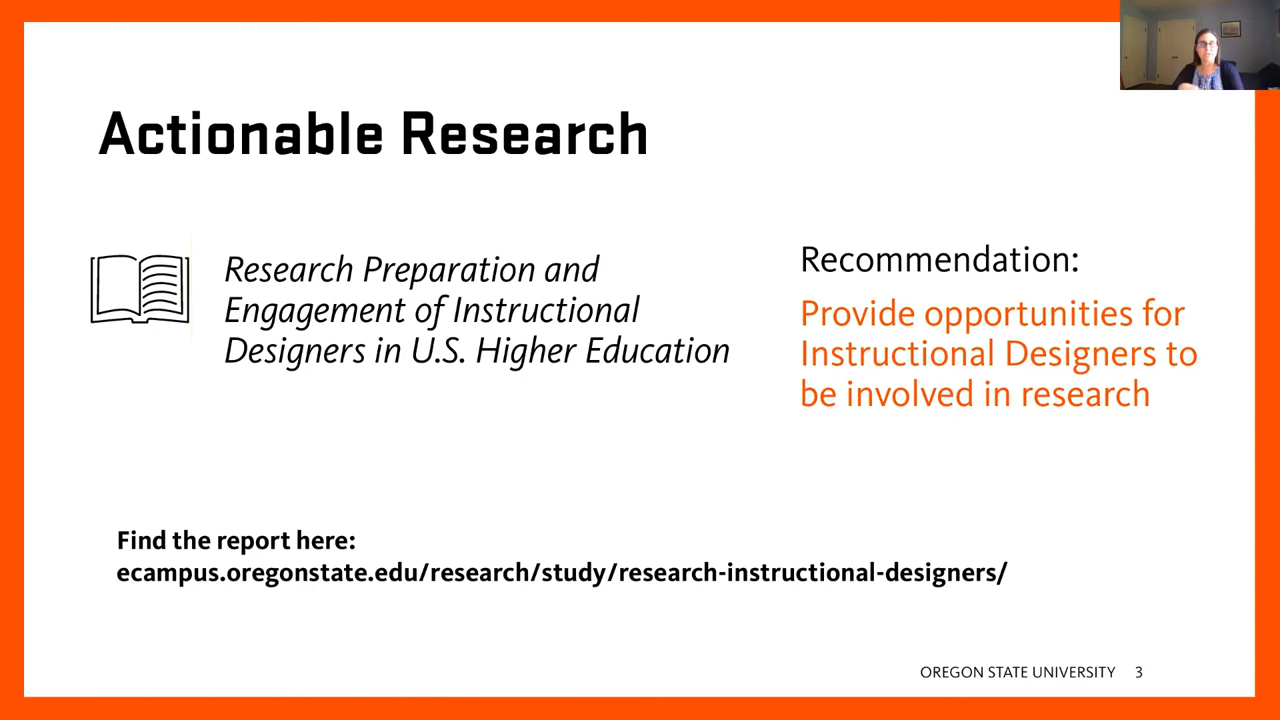 Actionable Research
Research Preparation and
Engagement of Instructional
Designers in U.S. Higher Education
Recommendation:
Provide opportunities for
Instructional Designers to
be involved in research
Find the report here:
ecampus.oregonstate.edu/research/study/research-instructional-designers/
OREGON STATE UNIVERSITY 3